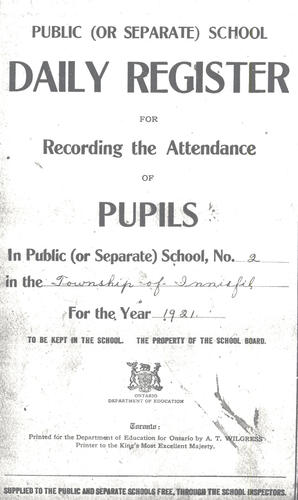 PUBLIC (OR SEPARATE) SCHOOL
DAILY REGISTER
FOR
Recording the Attendance
OF
PUPILS
In Public (or Separate) School, No. 2
in the Township of Innisfil
For the Year 1921.
TO BE KEPT IN THE SCHOOL. THE PROPERTY OF THE SCHOOL BOARD.
ONTARIO
DEPARTMENT OF EDUCATION
Toronto:
Printed for the Department of Education for Ontario by A. T. WILGRESS
Printer to the King's Most Excellent Majesty.
SUPPLIED TO THE PUBLIC AND SEPARATE SCHOOLS FREE, THROUGH THE SCHOOL INSPECTORS.